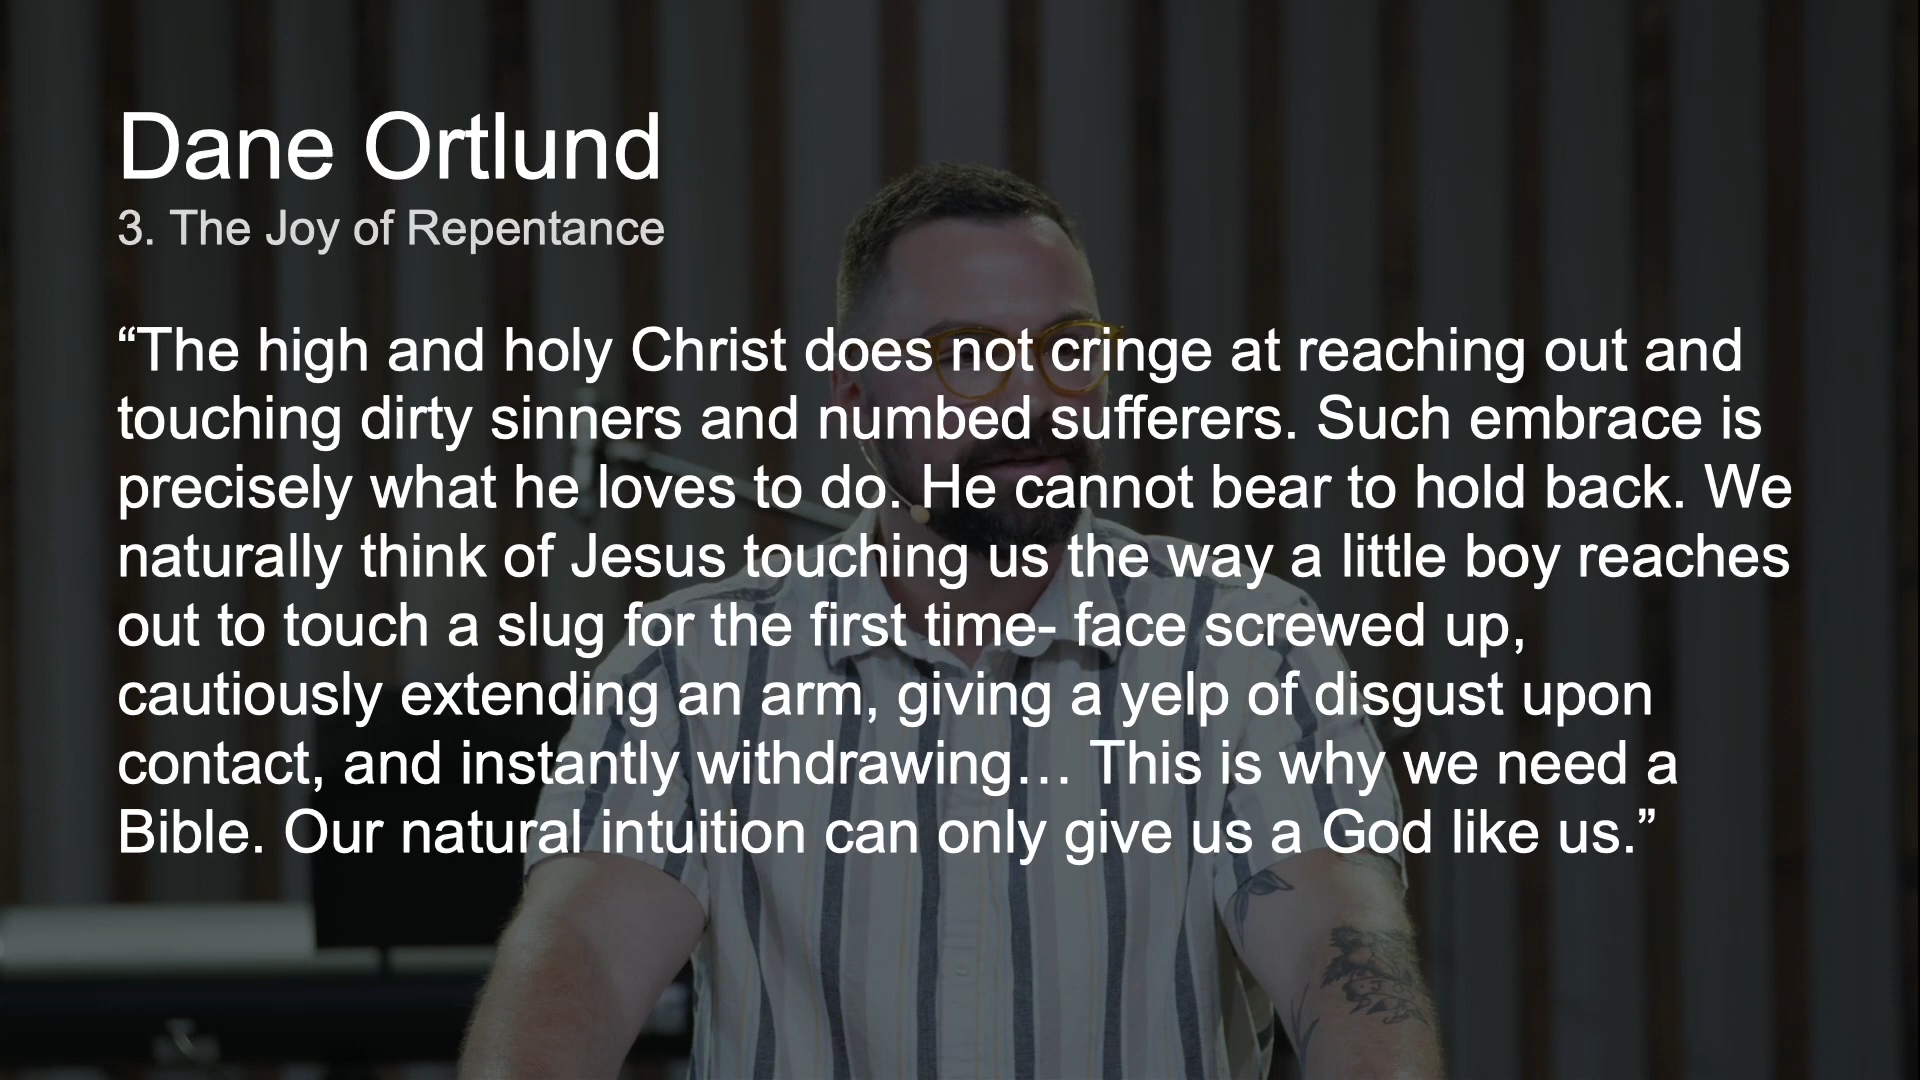 Dane Ortlund
3. The Joy of Repentance
“The high and holy Christ does not cringe at reaching out and
touching dirty sinners and numbed sufferers. Such embrace is
precisely what he loves to do. He cannot bear to hold back. We
naturally think of Jesus touching us the way a little boy reaches
out to touch a slug for the first time- face screwed up,
cautiously extending an arm, giving a yelp of disgust upon
contact, and instantly withdrawing… This is why we need a
Bible. Our natural intuition can only give us a God like us.”